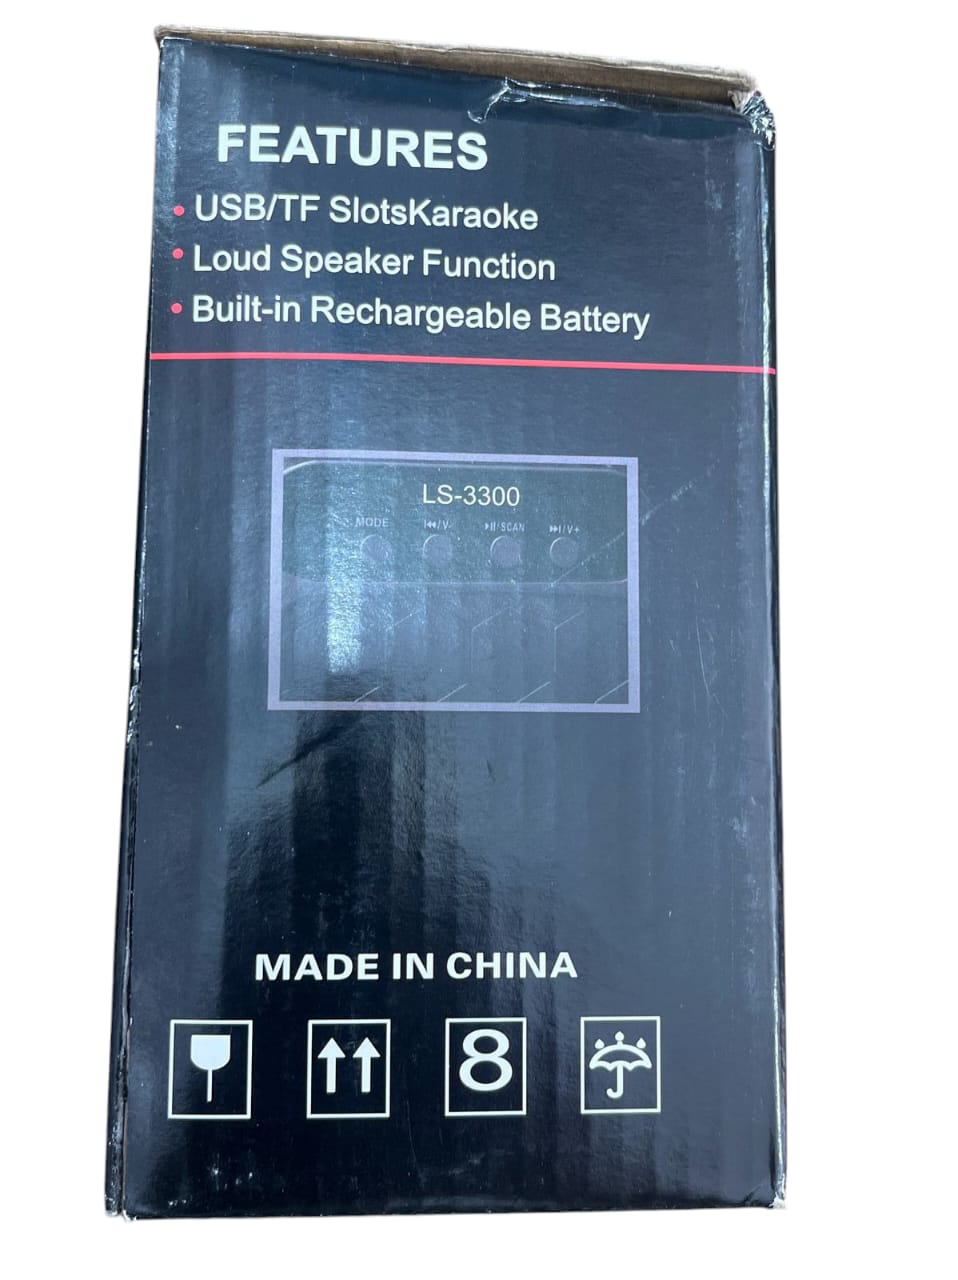 FEATURES
• USB/TF SlotsKaraoke
• Loud Speaker Function
• Built-in Rechargeable Battery
LS-3300
MODE ⏮/V- ⏯/SCAN ⏭/V+
MADE IN CHINA
8